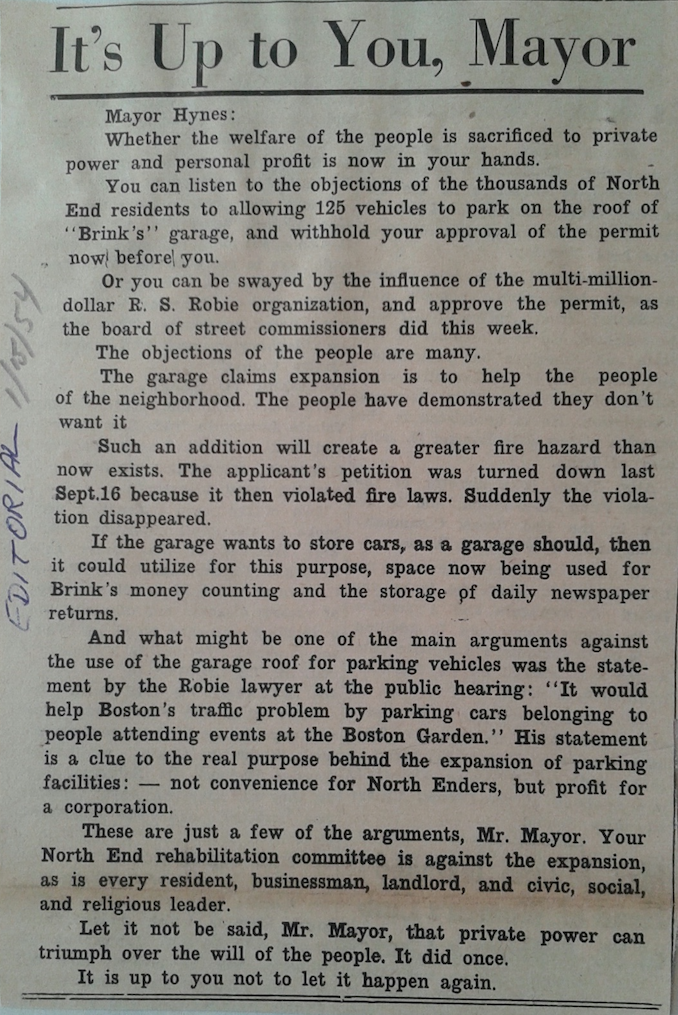 It's Up to You, Mayor
Mayor Hynes:
Whether the welfare of the people is sacrificed to private
power and personal profit is now in your hands.
You can listen to the objections of the thousands of North
End residents to allowing 125 vehicles to park on the roof of
"Brink's" garage, and withhold your approval of the permit
now before you.
Or you can be swayed by the influence of the multi-million-
dollar R. S. Robie organization, and approve the permit, as
the board of street commissioners did this week.
The objections of the people are many.
The garage claims expansion is to help the people
of the neighborhood. The people have demonstrated they don't
want it
Such an addition will create a greater fire hazard than
now exists. The applicant's petition was turned down last
Sept.16 because it then violated fire laws. Suddenly the viola-
tion disappeared.
If the garage wants to store cars, as a garage should, then
it could utilize for this purpose, space now being used for
Brink's money counting and the storage of daily newspaper
returns.
And what might be one of the main arguments against
the use of the garage roof for parking vehicles was the state-
ment by the Robie lawyer at the public hearing: "It would
help Boston's traffic problem by parking cars belonging to
people attending events at the Boston Garden." His statement
is a clue to the real purpose behind the expansion of parking
facilities: — not convenience for North Enders, but profit for
a corporation.
These are just a few of the arguments, Mr. Mayor. Your
North End rehabilitation committee is against the expansion,
as is every resident, businessman, landlord, and civic, social,
and religious leader.
Let it not be said, Mr. Mayor, that private power can
triumph over the will of the people. It did once.
It is up to you not to let it happen again.
EDITORIAL